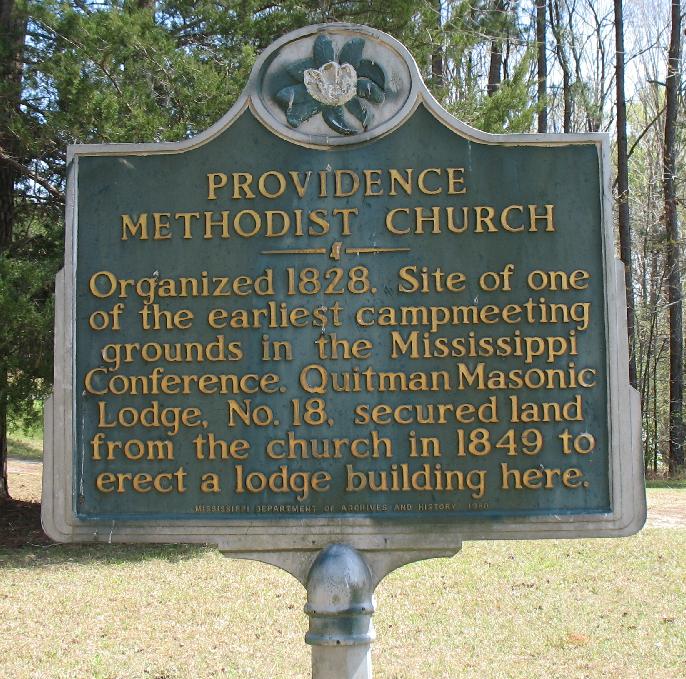 PROVIDENCE
METHODIST CHURCH
Organized 1828. Site of one
of the earliest campmeeting
grounds in the Mississippi
Conference. Quitman Masonic
Lodge, No. 18, secured land
from the church in 1849 to
erect a lodge building here.
MISSISSIPPI DEPARTMENT OF ARCHIVES AND HISTORY 1980